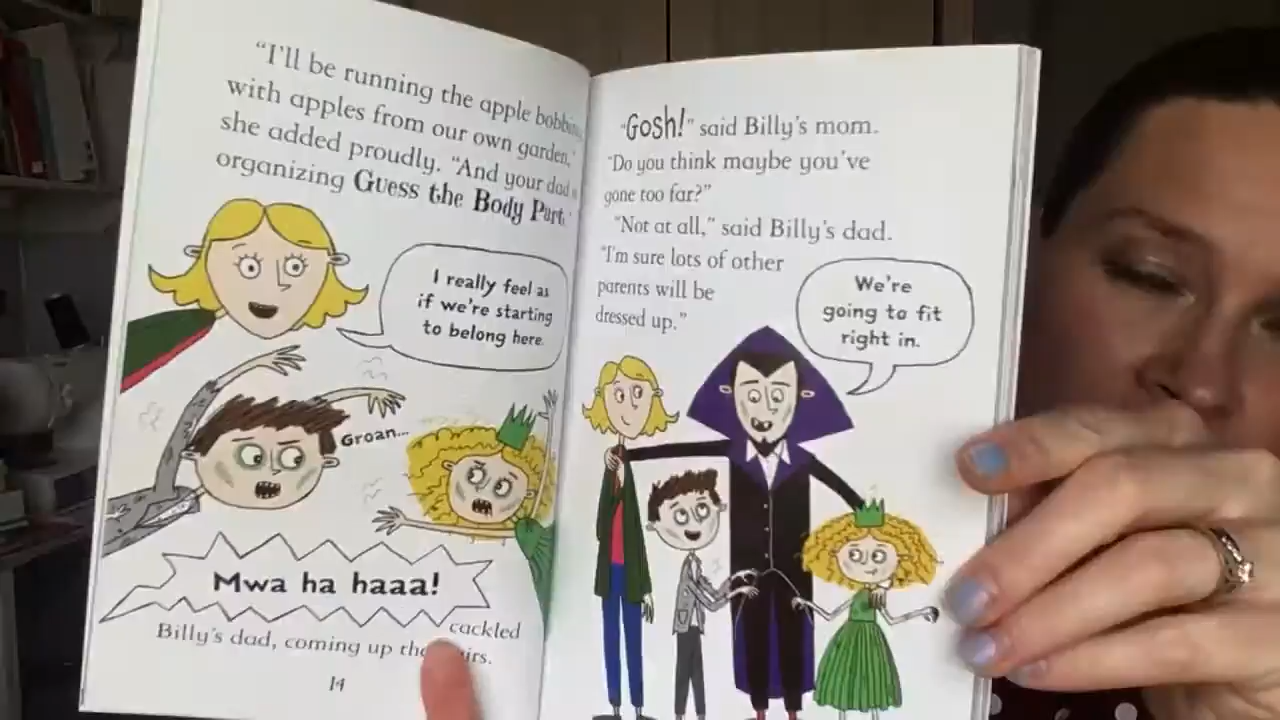 "I'll be running the apple
with apples from our own garden,"
she added proudly. "And your dad
organizing Guess the Body Part."
I really feel as
if we're starting
to belong here.
Groan...
Mwa ha haaa!
cackled
Billy's dad, coming up
14
"Gosh!" said Billy's mom.
"Do you think maybe you've
gone too far?"
"Not at all," said Billy's dad.
"I'm sure lots of other
parents will be
dressed up."
We're
going to fit
right in.